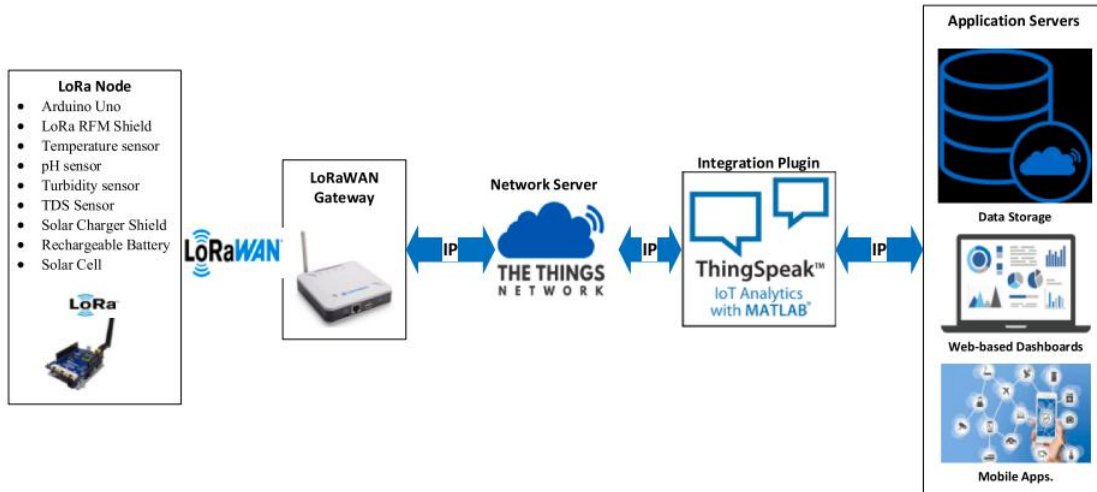 LoRa Node
• Arduino Uno
• LoRa RFM Shield
• Temperature sensor
• pH sensor
• Turbidity sensor
• TDS Sensor
• Solar Charger Shield
• Rechargeable Battery
• Solar Cell
LoRa
LoRaWAN
LoRaWAN
Gateway
IP
Network Server
THE THINGS
NETWORK
IP
Integration Plugin
ThingSpeak™
IoT Analytics
with MATLAB®
IP
Application Servers
Data Storage
Web-based Dashboards
Mobile Apps.